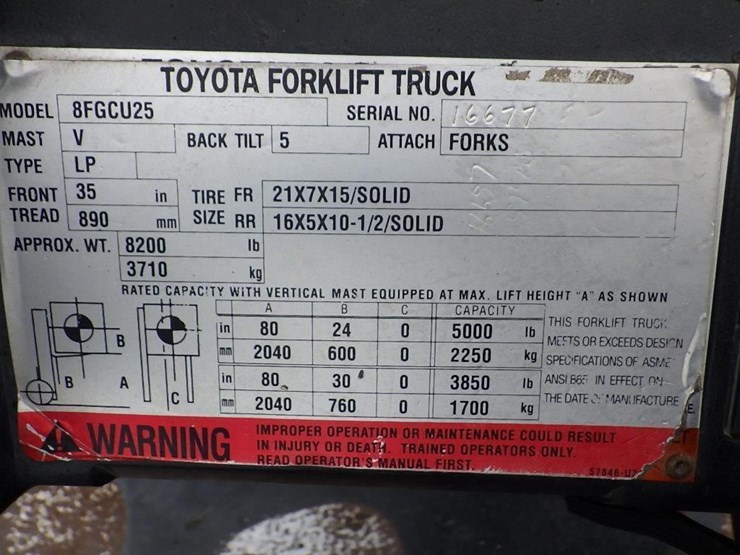 TOYOTA FORKLIFT TRUCK
MODEL 8FGCU25 SERIAL NO. 16677
MAST V BACK TILT 5 ATTACH FORKS
TYPE LP
FRONT TREAD 35 in TIRE SIZE FR 21X7X15/SOLID
890 mm RR 16X5X10-1/2/SOLID
APPROX. WT. 8200 lb
3710 kg
RATED CAPACITY WITH VERTICAL MAST EQUIPPED AT MAX. LIFT HEIGHT "A" AS SHOWN
A B C CAPACITY
in 80 24 0 5000 lb
mm 2040 600 0 2250 kg
in 80 30 0 3850 lb
mm 2040 760 0 1700 kg
B
B A C
THIS FORKLIFT TRUCK
MEETS OR EXCEEDS DESIGN
SPECIFICATIONS OF ASME
ANSI B56 IN EFFECT ON
THE DATE OF MANUFACTURE
WARNING
IMPROPER OPERATION OR MAINTENANCE COULD RESULT
IN INJURY OR DEATH. TRAINED OPERATORS ONLY.
READ OPERATOR'S MANUAL FIRST.